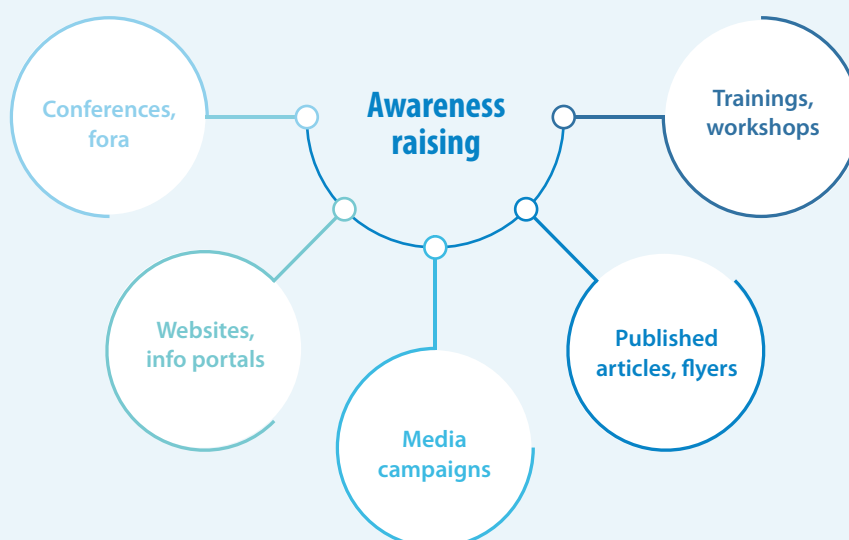 Awareness
raising
Conferences,
fora
Websites,
info portals
Media
campaigns
Published
articles, flyers
Trainings,
workshops